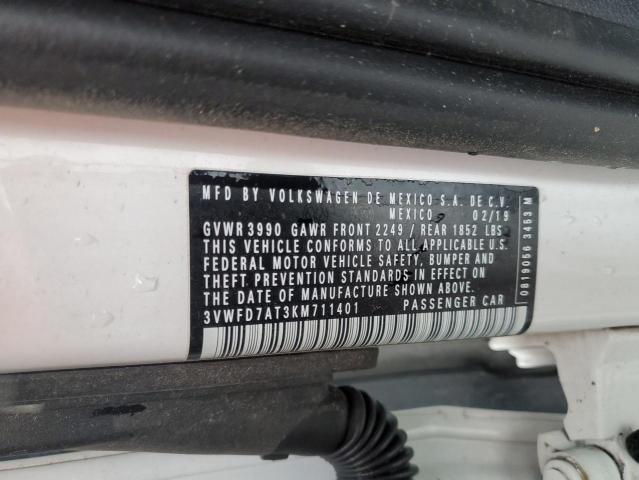 MFD BY VOLKSWAGEN DE MEXICO S.A. DE C.V.
MEXICO 02/19
GVWR 3990 GAWR FRONT 2249 / REAR 1852 LBS
THIS VEHICLE CONFORMS TO ALL APPLICABLE U.S.
FEDERAL MOTOR VEHICLE SAFETY, BUMPER AND
THEFT PREVENTION STANDARDS IN EFFECT ON
THE DATE OF MANUFACTURE SHOWN ABOVE.
3VWFD7AT3KM711401 PASSENGER CAR
0819056 3453 M